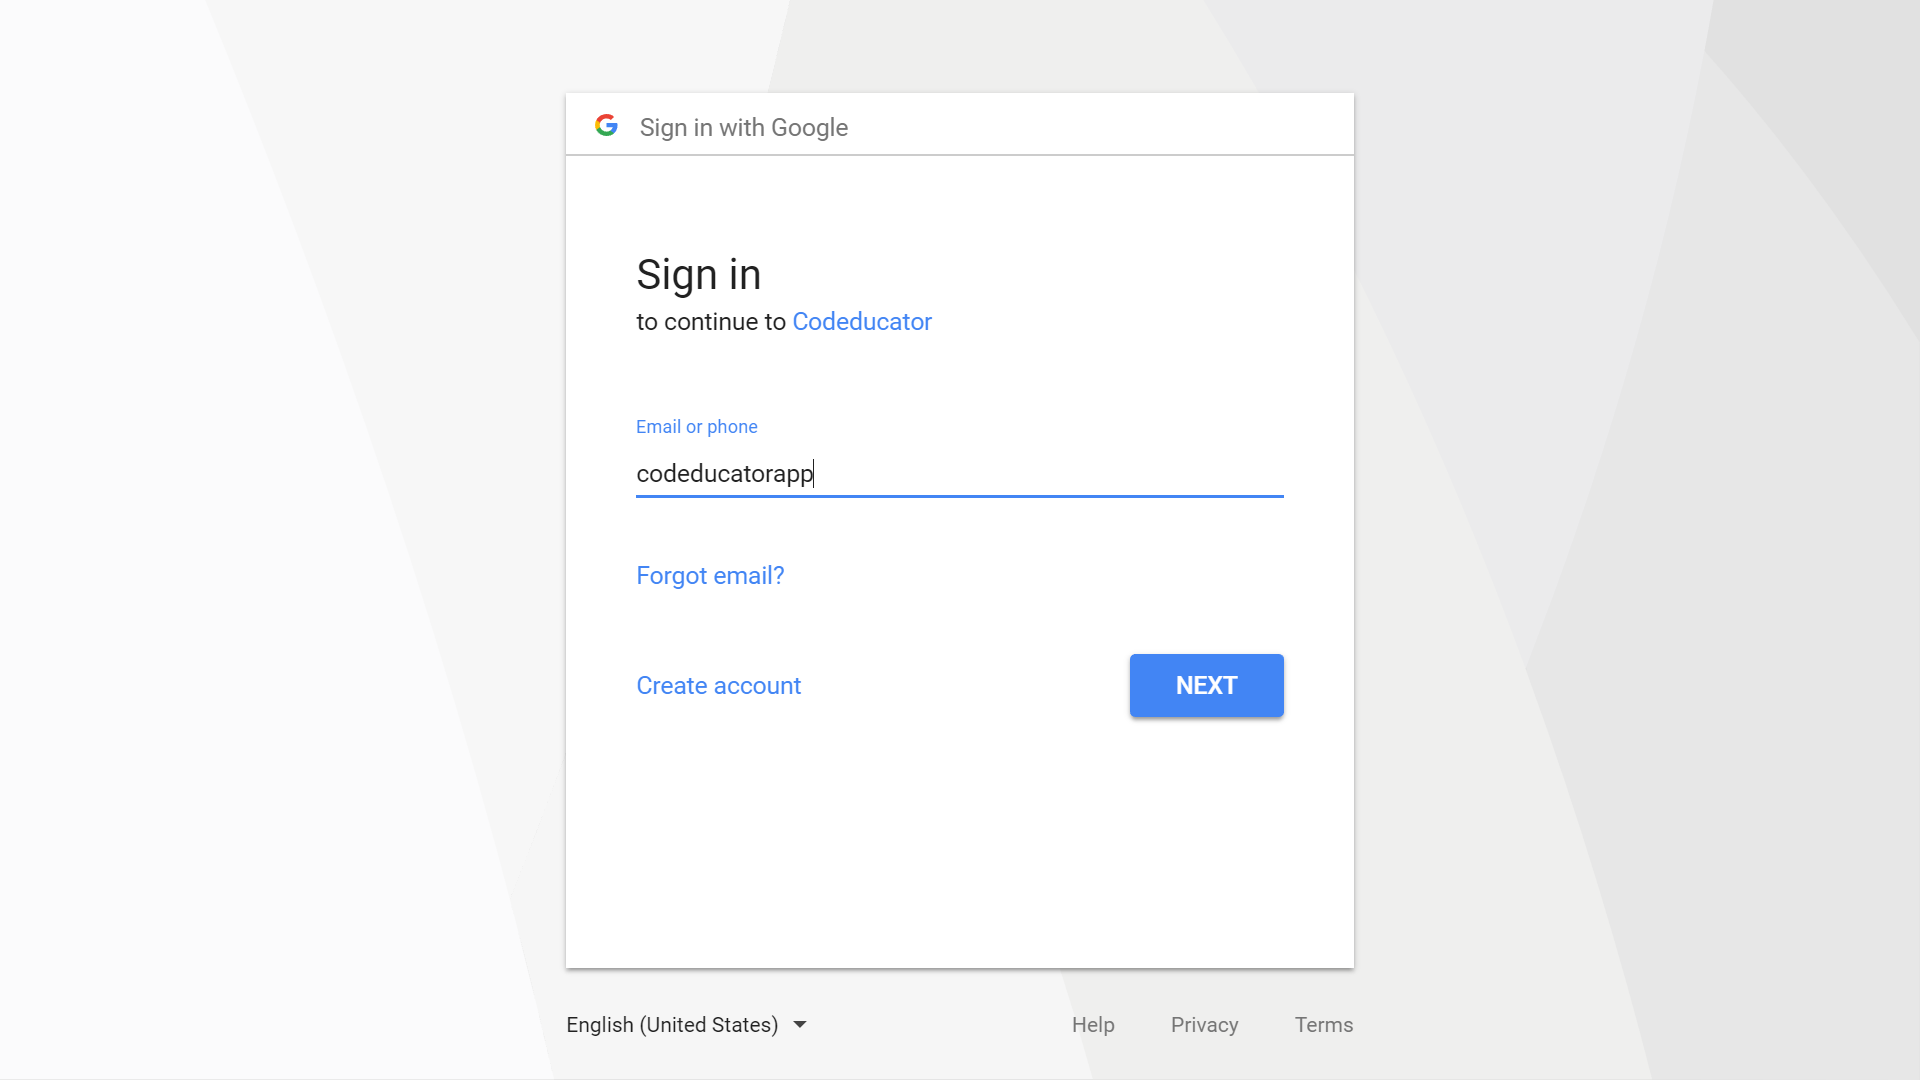 Sign in with Google
Sign in
to continue to Codeducator
Email or phone
codeducatorapp
Forgot email?
Create account
NEXT
English (United States)
Help
Privacy
Terms